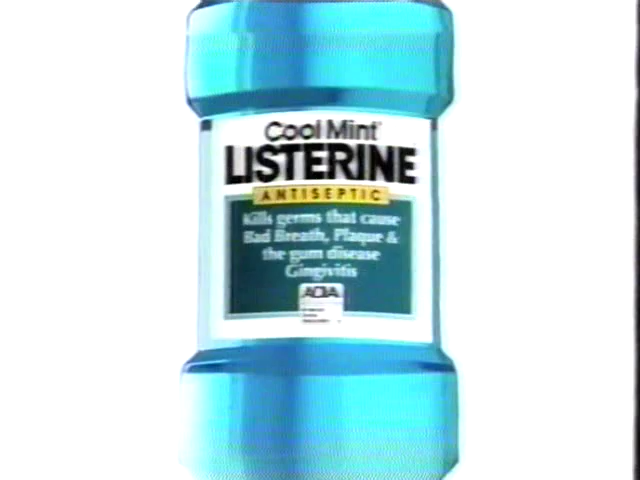 Cool Mint
LISTERINE
ANTISEPTIC
Kills germs that cause
Bad Breath, Plaque &
the gum disease
Gingivitis
ADA